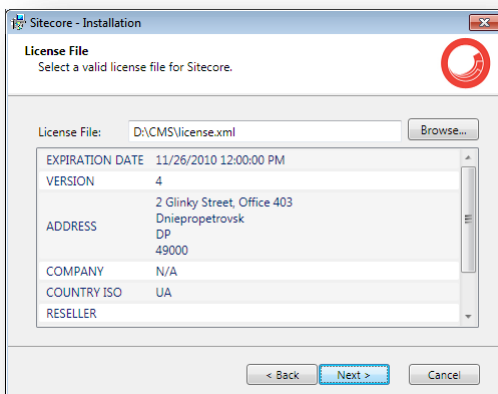 Sitecore - Installation
License File
Select a valid license file for Sitecore.
License File: D:\CMS\license.xml Browse...
EXPIRATION DATE 11/26/2010 12:00:00 PM
VERSION 4
ADDRESS 2 Glinky Street, Office 403
Dniepropetrovsk
DP
49000
COMPANY N/A
COUNTRY ISO UA
RESELLER
< Back Next > Cancel